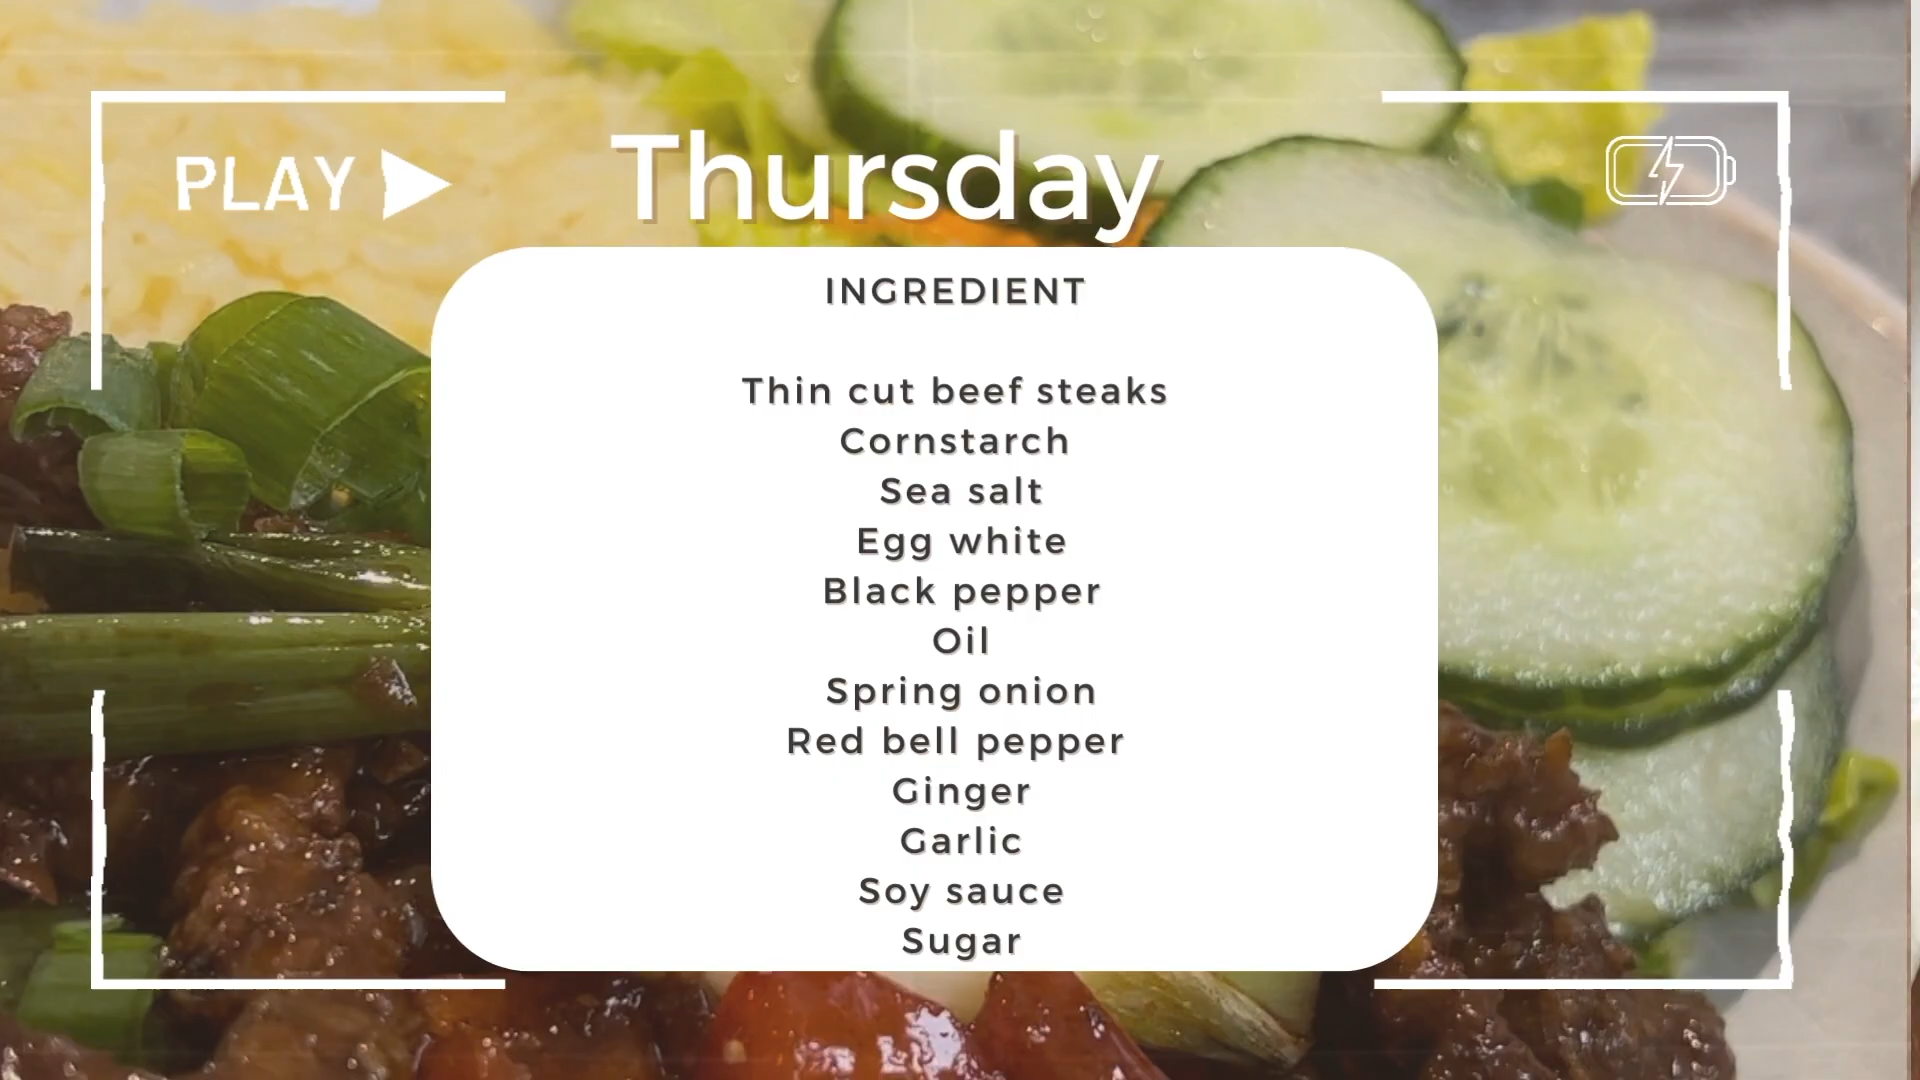 PLAY
Thursday
INGREDIENT
Thin cut beef steaks
Cornstarch
Sea salt
Egg white
Black pepper
Oil
Spring onion
Red bell pepper
Ginger
Garlic
Soy sauce
Sugar